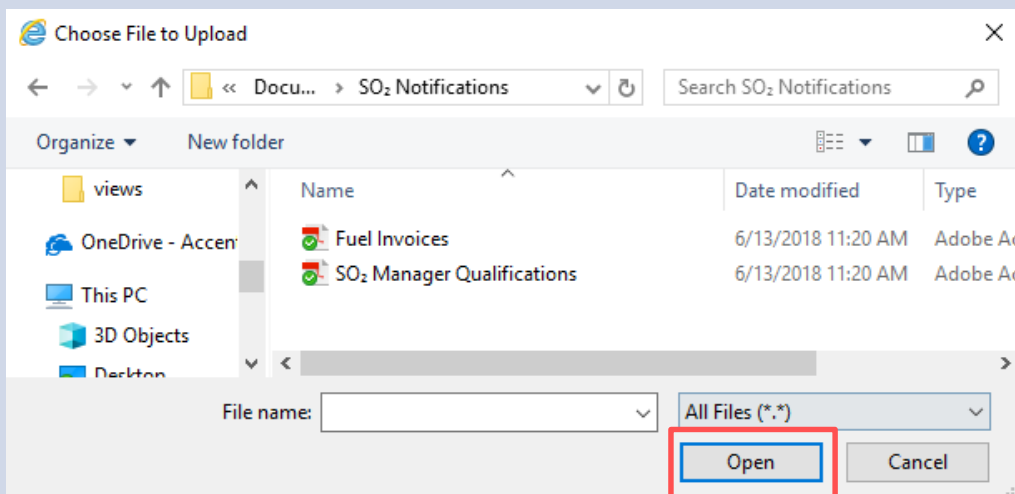 Choose File to Upload
« Docu... › SO₂ Notifications
Search SO₂ Notifications
Organize
New folder
?
views
Name
Date modified
Type
OneDrive - Accen
Fuel Invoices
6/13/2018 11:20 AM
Adobe A
SO₂ Manager Qualifications
6/13/2018 11:20 AM
Adobe A
This PC
3D Objects
Desktop
File name:
All Files (*.*)
Open
Cancel